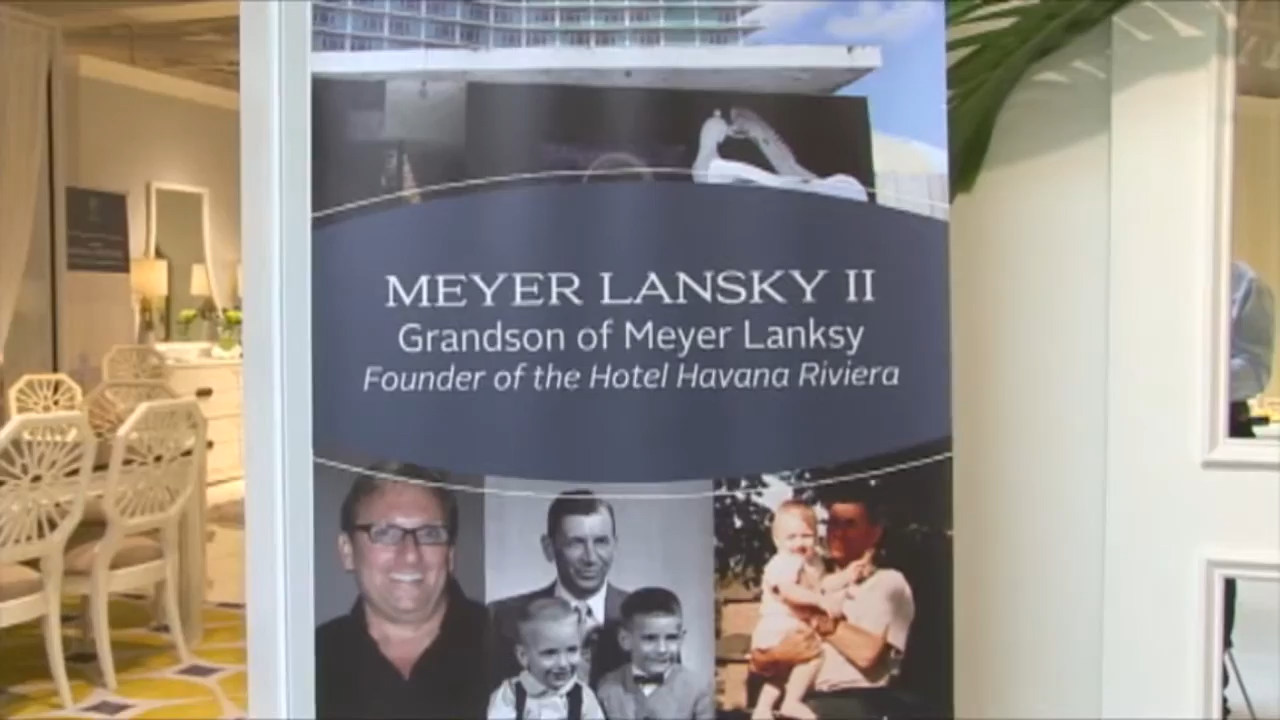 MEYER LANSKY II
Grandson of Meyer Lanksy
Founder of the Hotel Havana Riviera